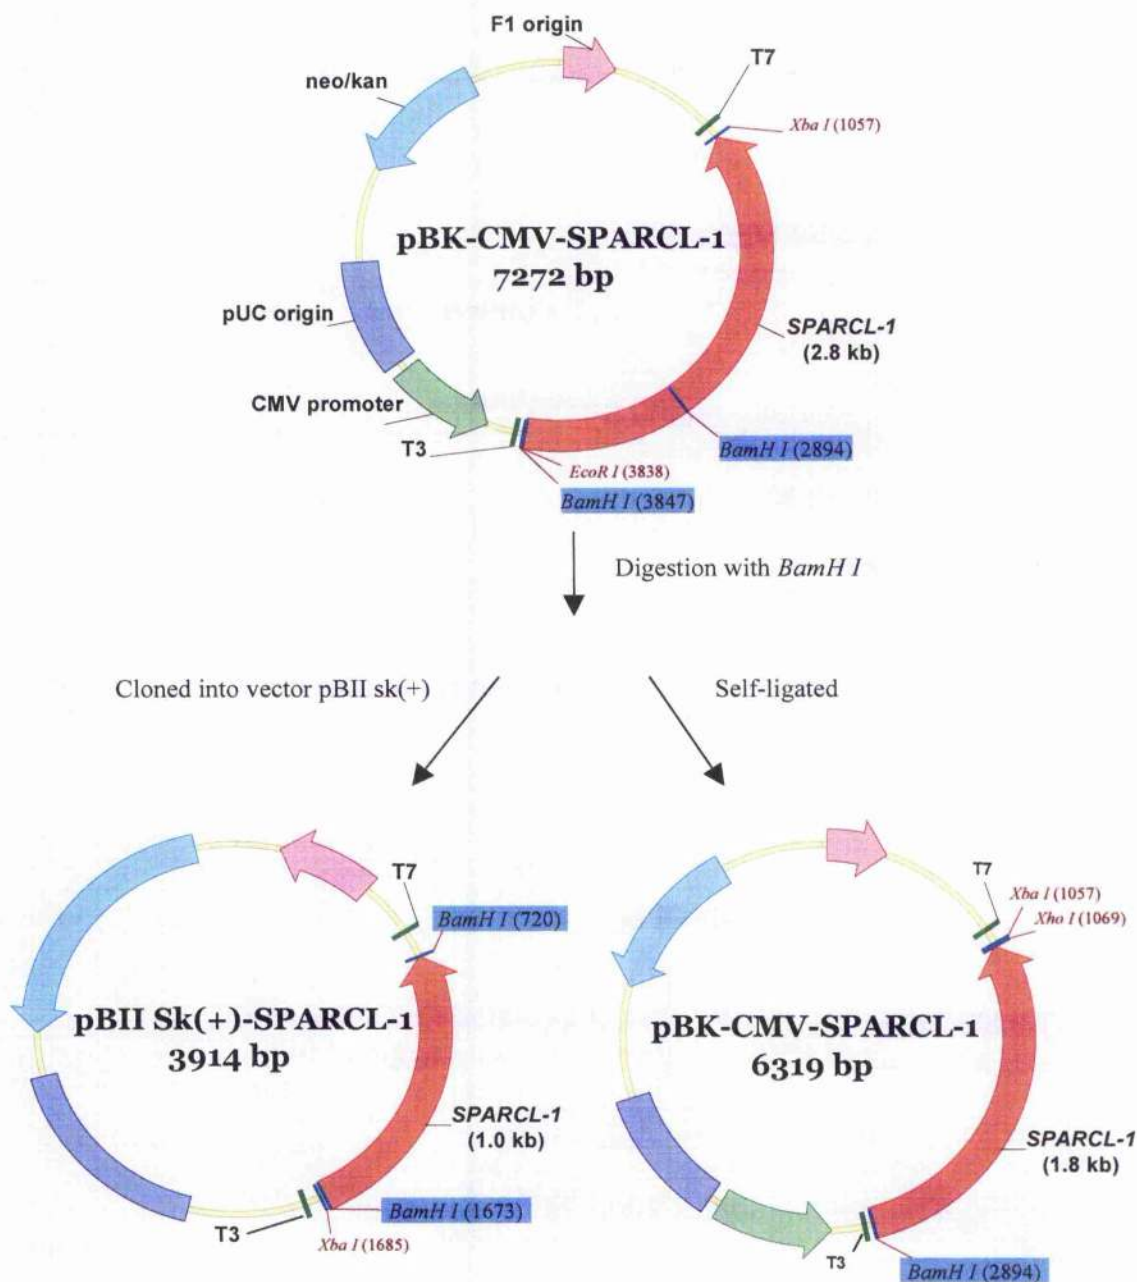 F1 origin
T7
neo/kan
Xba I (1057)
pBK-CMV-SPARCL-1
7272 bp
pUC origin
SPARCL-1
(2.8 kb)
CMV promoter
T3
BamH I (2894)
EcoR I (3838)
BamH I (3847)
Digestion with BamH I
Cloned into vector pBII sk(+)
Self-ligated
T7
BamH I (720)
pBII Sk(+)-SPARCL-1
3914 bp
SPARCL-1
(1.0 kb)
T3
BamH I (1673)
Xba I (1685)
T7
Xba I (1057)
Xho I (1069)
pBK-CMV-SPARCL-1
6319 bp
SPARCL-1
(1.8 kb)
T3
BamH I (2894)